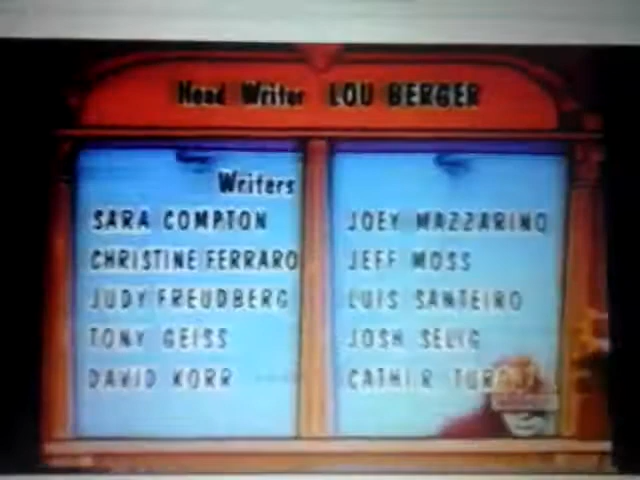 Head Writer LOU BERGER
Writers
SARA COMPTON
CHRISTINE FERRARO
JUDY FREUDBERG
TONY GEISS
DAVID KORR
JOEY MAZZARINO
JEFF MOSS
LUIS SANTEIRO
JOSH SELIG